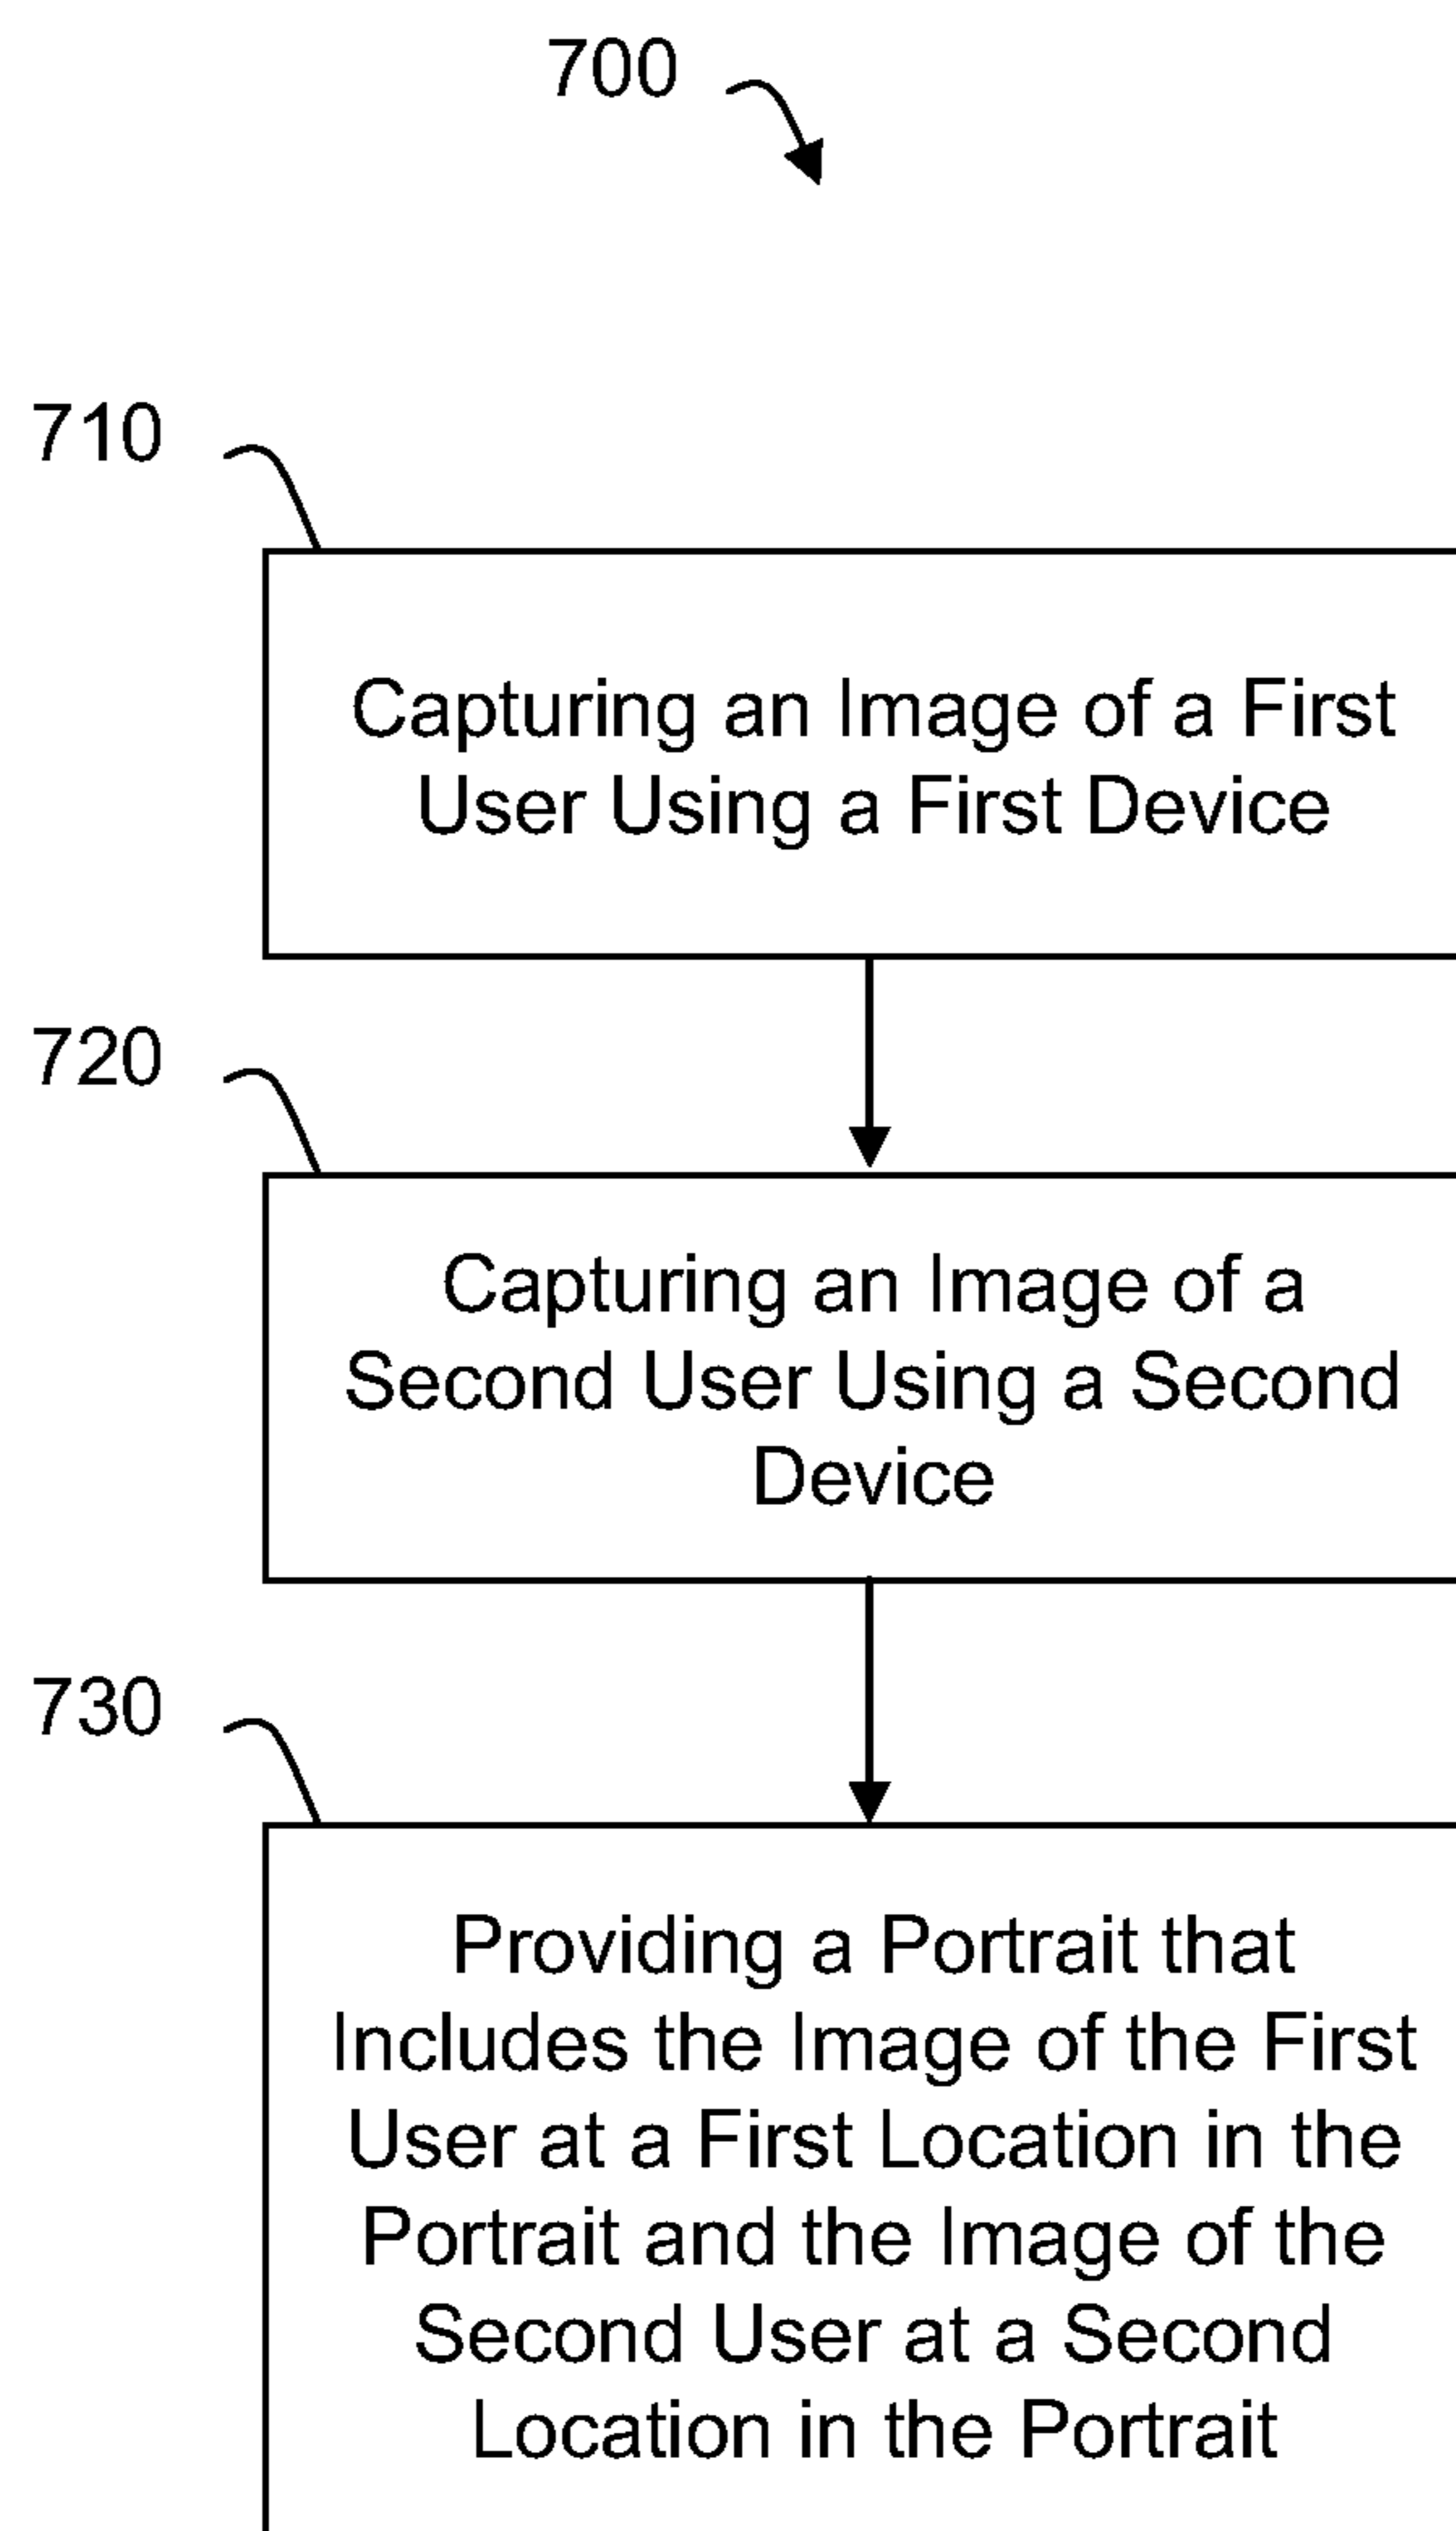 700
710
Capturing an Image of a First
User Using a First Device
720
Capturing an Image of a
Second User Using a Second
Device
730
Providing a Portrait that
Includes the Image of the First
User at a First Location in the
Portrait and the Image of the
Second User at a Second
Location in the Portrait